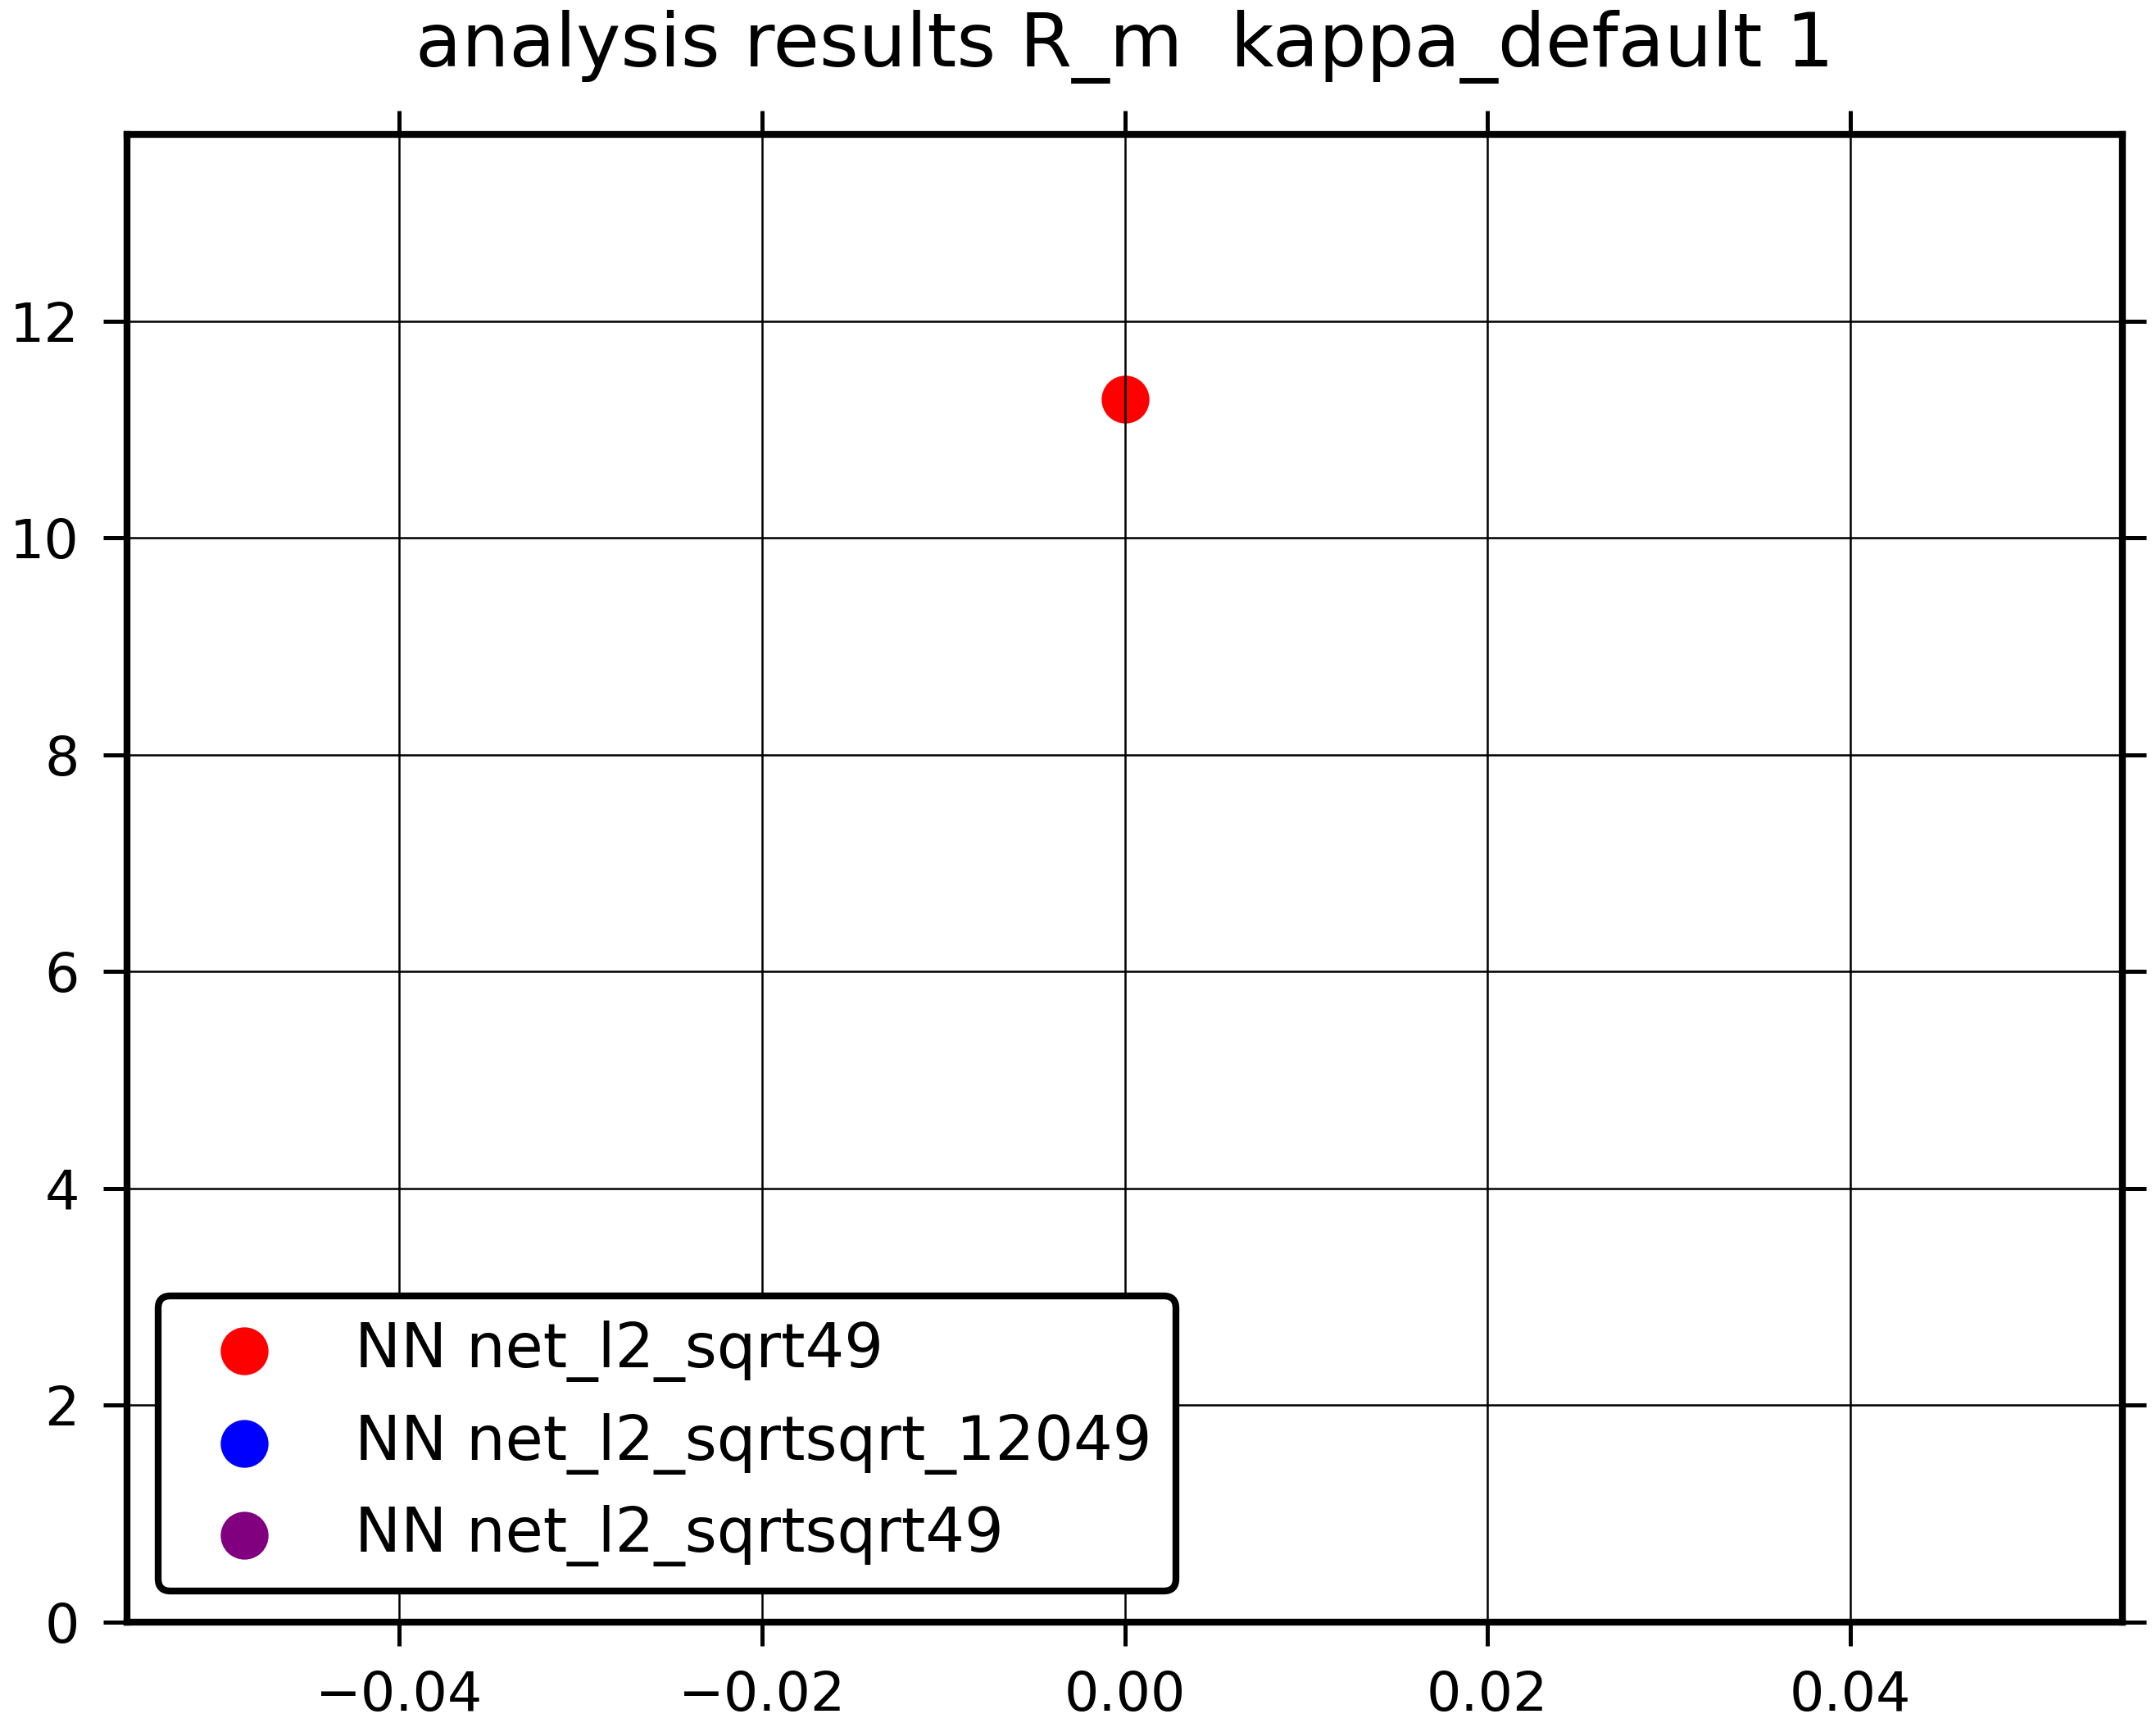 analysis results R_m  kappa_default 1
12
10
8
6
4
2
0
NN net_l2_sqrt49
NN net_l2_sqrtsqrt_12049
NN net_l2_sqrtsqrt49
−0.04 −0.02 0.00 0.02 0.04